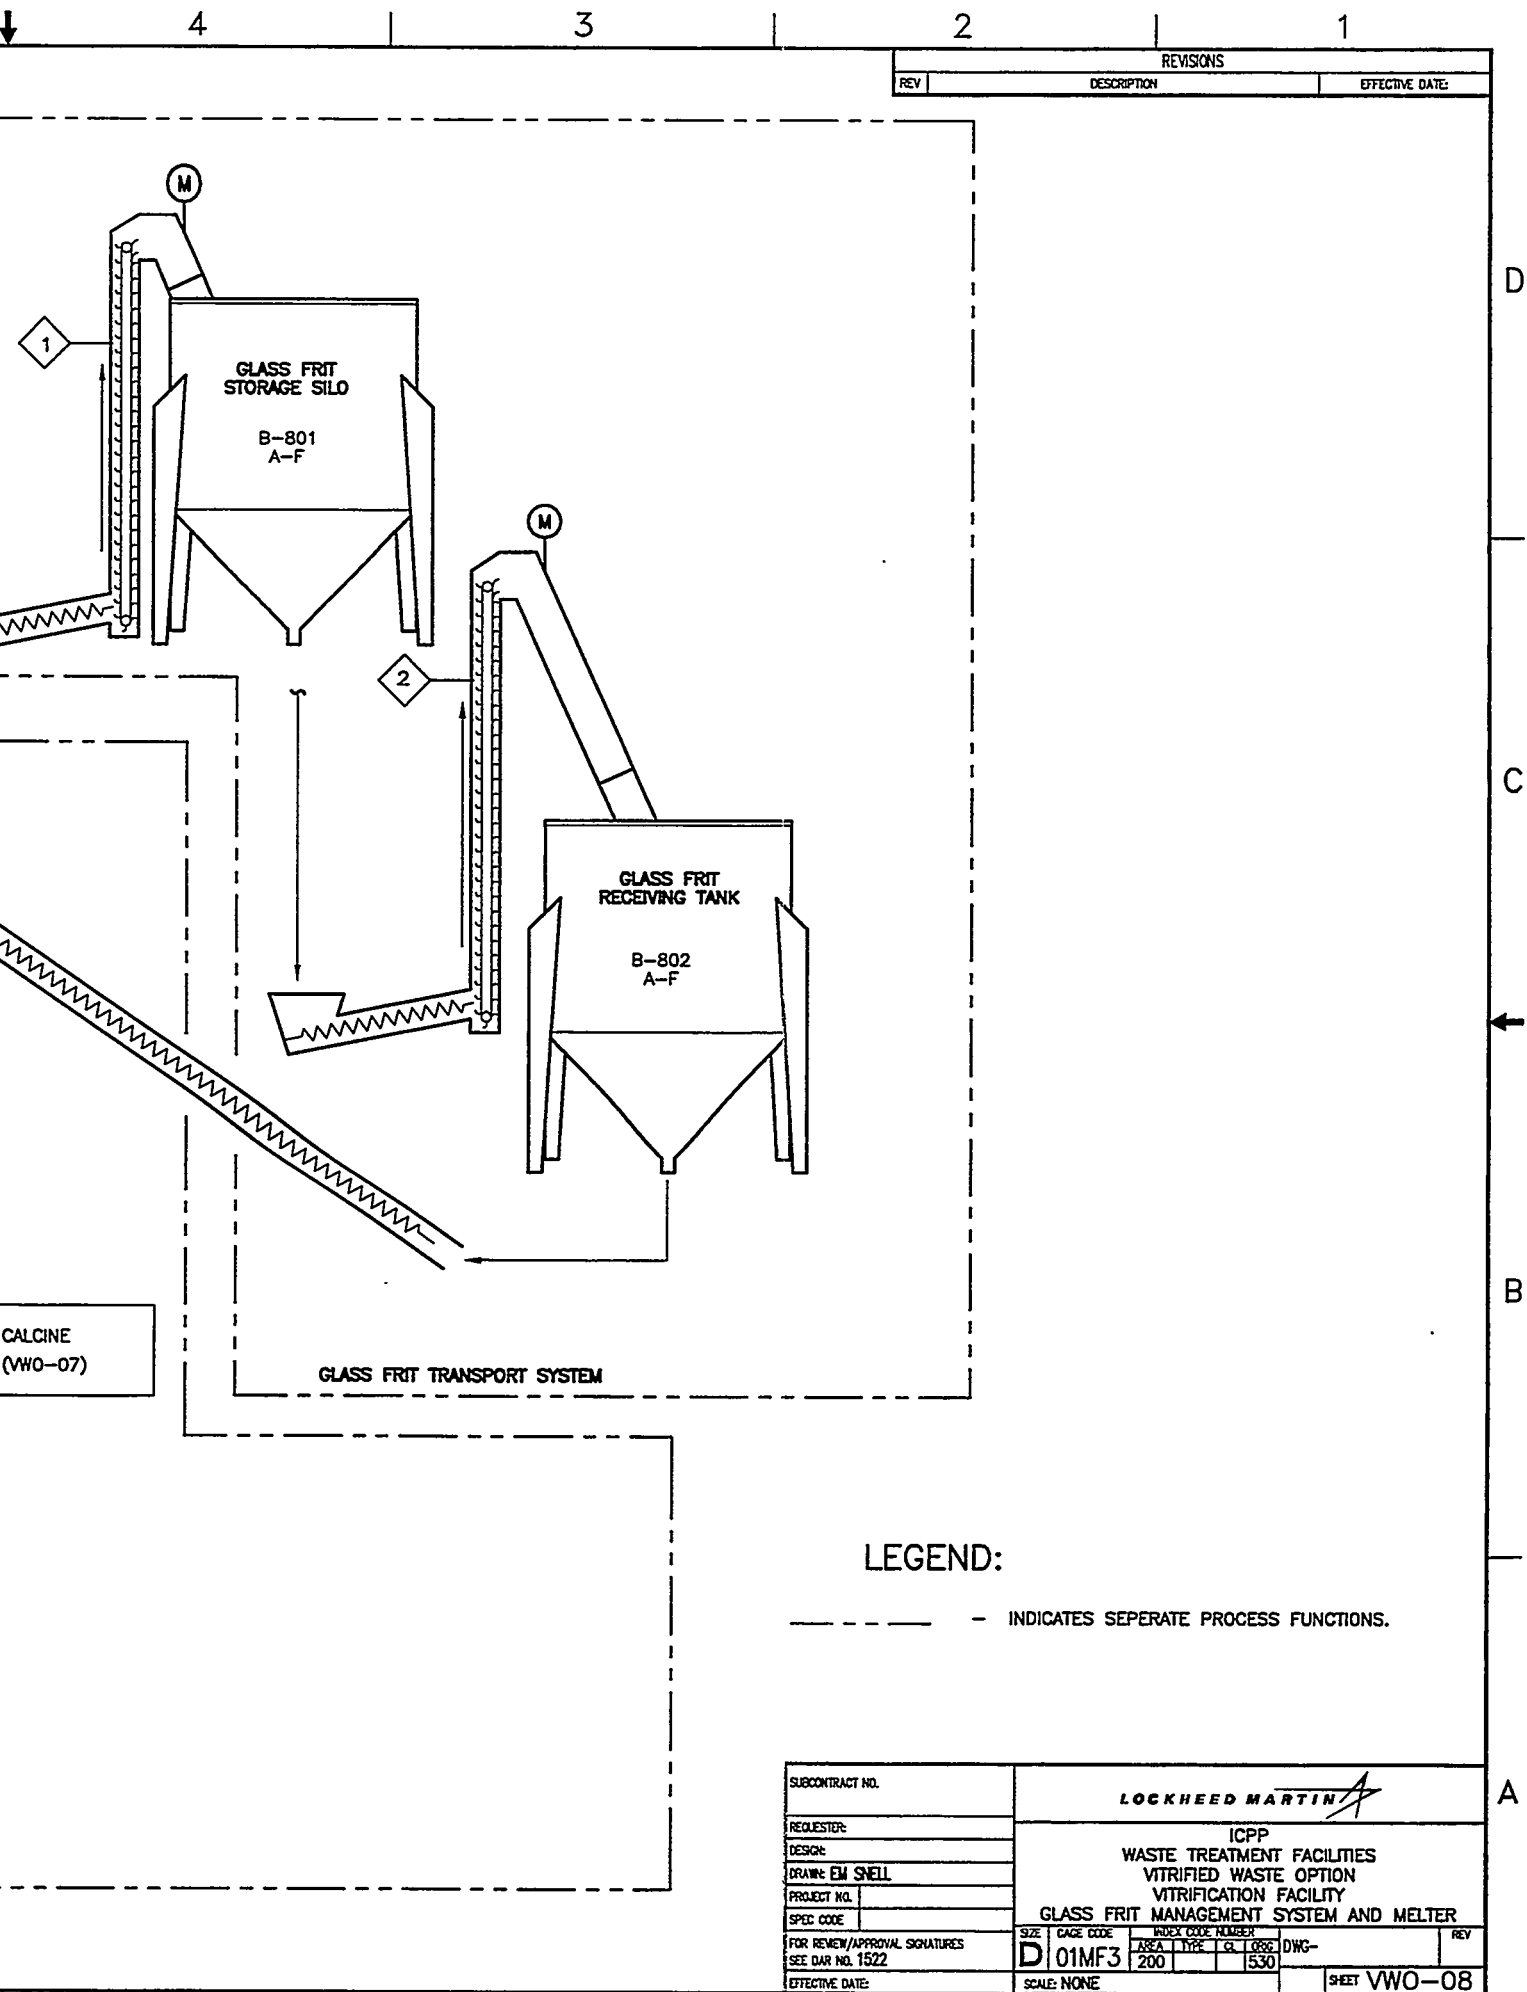 4
3
2
1
REVISIONS
REV
DESCRIPTION
EFFECTIVE DATE:
D
M
1
GLASS FRIT
STORAGE SILO
B-801
A-F
M
2
C
GLASS FRIT
RECEIVING TANK
B-802
A-F
B
CALCINE
(VWO-07)
GLASS FRIT TRANSPORT SYSTEM
LEGEND:
- INDICATES SEPERATE PROCESS FUNCTIONS.
A
SUBCONTRACT NO.
LOCKHEED MARTIN
REQUESTER:
DESIGN:
DRAWN: EM SNELL
PROJECT NO.
SPEC CODE
FOR REVIEW/APPROVAL SIGNATURES
SEE DAR NO. 1522
EFFECTIVE DATE:
ICPP
WASTE TREATMENT FACILITIES
VITRIFIED WASTE OPTION
VITRIFICATION FACILITY
GLASS FRIT MANAGEMENT SYSTEM AND MELTER
SIZE
D
CAGE CODE
01MF3
INDEX CODE NUMBER
AREA TYPE CL ORG
200 530
DWG-
REV
SCALE: NONE
SHEET VWO-08